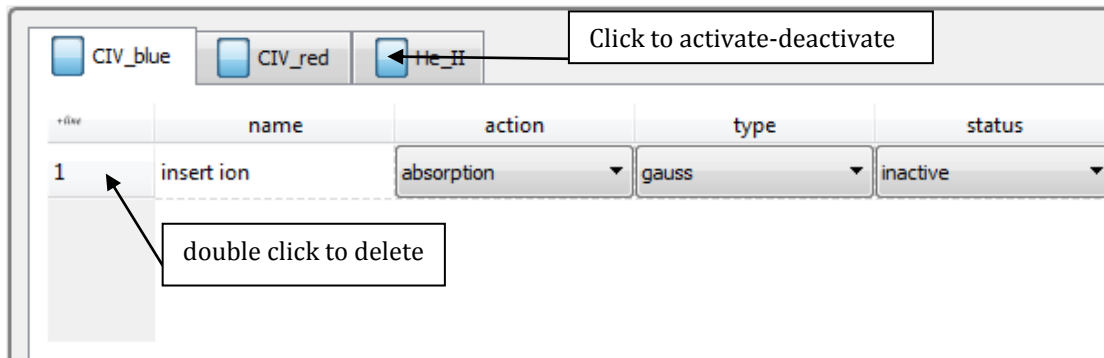 Click to activate-deactivate
CIV_blue CIV_red He_II
+line name action type status
1 insert ion absorption gauss inactive
double click to delete